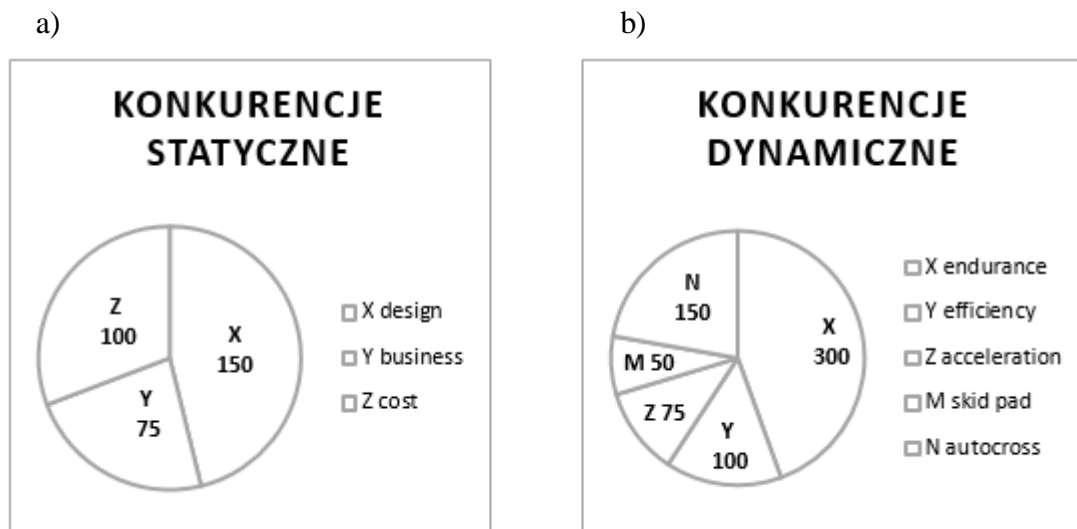 a)
KONKURENCJE
STATYCZNE
Z
100
X
150
Y
75
X design
Y business
Z cost
b)
KONKURENCJE
DYNAMICZNE
N
150
X
300
M 50
Z 75
Y
100
X endurance
Y efficiency
Z acceleration
M skid pad
N autocross